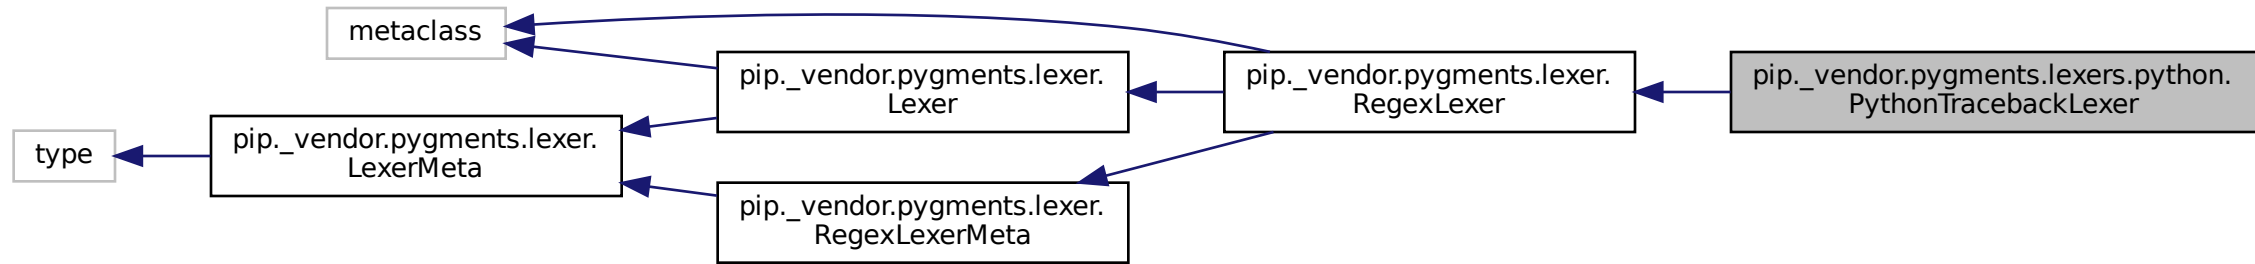 metaclass
pip._vendor.pygments.lexer.
Lexer
pip._vendor.pygments.lexer.
RegexLexer
pip._vendor.pygments.lexers.python.
PythonTracebackLexer
type
pip._vendor.pygments.lexer.
LexerMeta
pip._vendor.pygments.lexer.
RegexLexerMeta